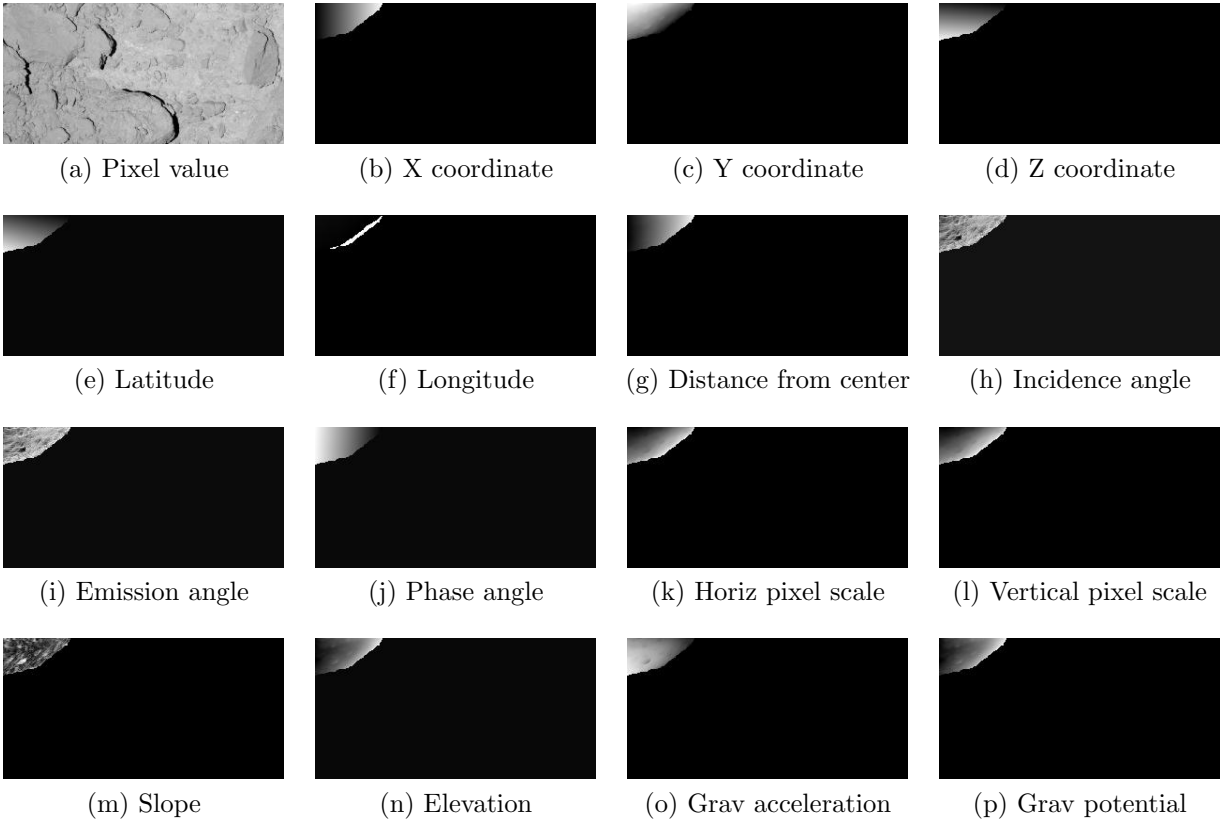 (a) Pixel value
(b) X coordinate
(c) Y coordinate
(d) Z coordinate
(e) Latitude
(f) Longitude
(g) Distance from center
(h) Incidence angle
(i) Emission angle
(j) Phase angle
(k) Horiz pixel scale
(l) Vertical pixel scale
(m) Slope
(n) Elevation
(o) Grav acceleration
(p) Grav potential